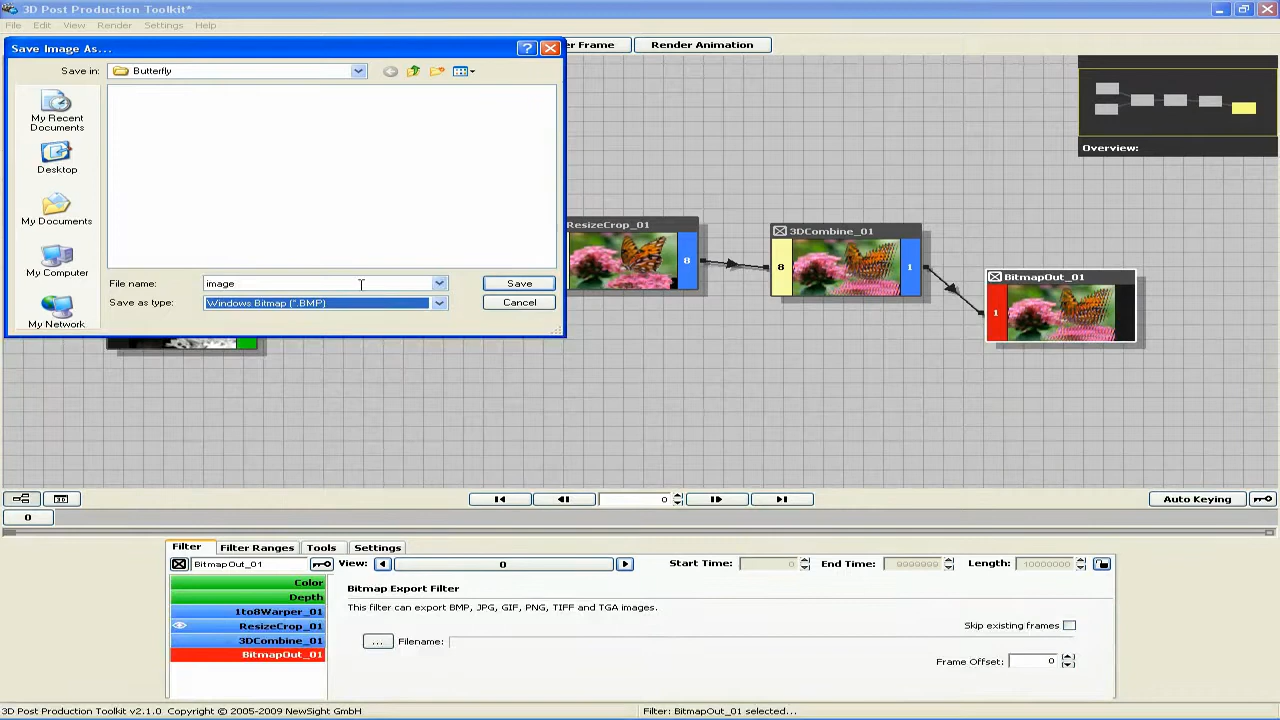 3D Post Production Toolkit*
File Edit View Render Settings Help
Save Image As...
er Frame
Render Animation
Save in: Butterfly
My Recent
Documents
Desktop
My Documents
My Computer
My Network
File name: image
Save
Save as type: Windows Bitmap (*.BMP)
Cancel
Overview:
ResizeCrop_01
8
3DCombine_01
8
1
BitmapOut_01
1
0
Auto Keying
0
Filter Filter Ranges Tools Settings
BitmapOut_01
View: 0
Start Time: 0
End Time: 9999999
Length: 10000000
Color
Depth
1to8Warper_01
ResizeCrop_01
3DCombine_01
BitmapOut_01
Bitmap Export Filter
This filter can export BMP, JPG, GIF, PNG, TIFF and TGA images.
Skip existing frames
... Filename:
Frame Offset: 0
3D Post Production Toolkit v2.1.0 Copyright © 2005-2009 NewSight GmbH
Filter: BitmapOut_01 selected...